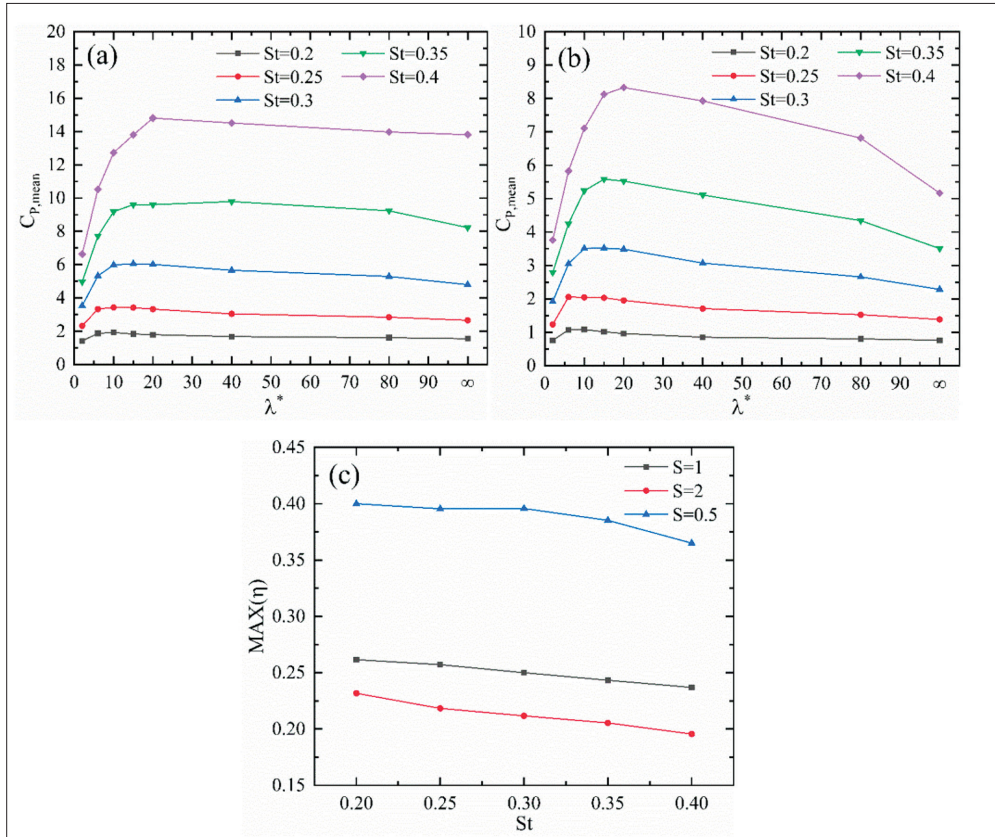 (a)
St=0.2 St=0.35
St=0.25 St=0.4
St=0.3
20
18
16
14
12
10
8
6
4
2
0
C_P,mean
0 10 20 30 40 50 60 70 80 90 ∞
λ*
(b)
St=0.2 St=0.35
St=0.25 St=0.4
St=0.3
10
9
8
7
6
5
4
3
2
1
0
C_P,mean
0 10 20 30 40 50 60 70 80 90 ∞
λ*
(c)
S=1
S=2
S=0.5
0.45
0.40
0.35
0.30
0.25
0.20
0.15
MAX(η)
0.20 0.25 0.30 0.35 0.40
St